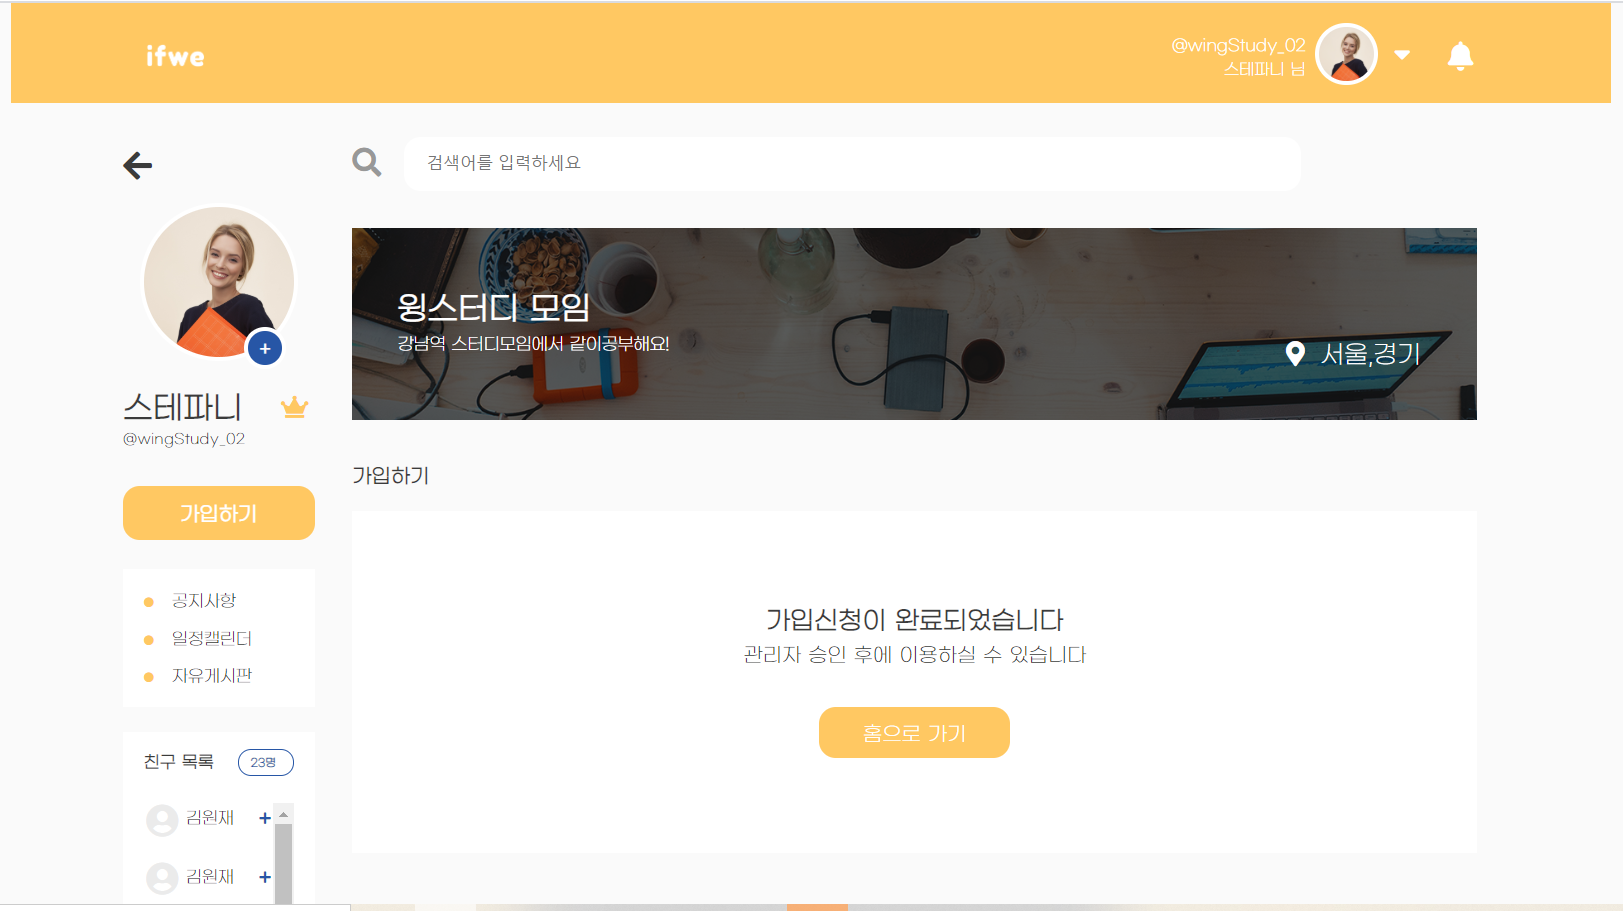 ifwe
@wingStudy_02
스테파니 님
검색어를 입력하세요
윙스터디 모임
강남역 스터디모임에서 같이공부해요!
서울,경기
스테파니
@wingStudy_02
가입하기
공지사항
일정캘린더
자유게시판
친구 목록 23명
김원재 +
김원재 +
가입하기
가입신청이 완료되었습니다
관리자 승인 후에 이용하실 수 있습니다
홈으로 가기